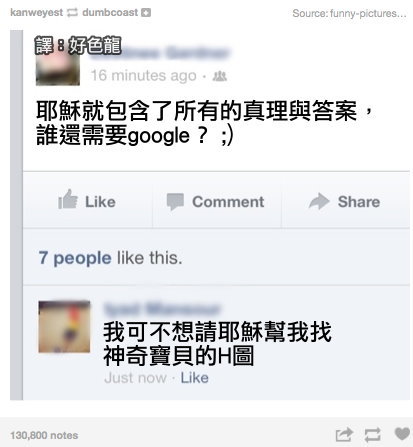 kanweyest dumbcoast
Source: funny-pictures...
譯：好色龍
16 minutes ago
耶穌就包含了所有的真理與答案，
誰還需要google？ ;)
Like Comment Share
7 people like this.
我可不想請耶穌幫我找
神奇寶貝的H圖
Just now · Like
130,800 notes